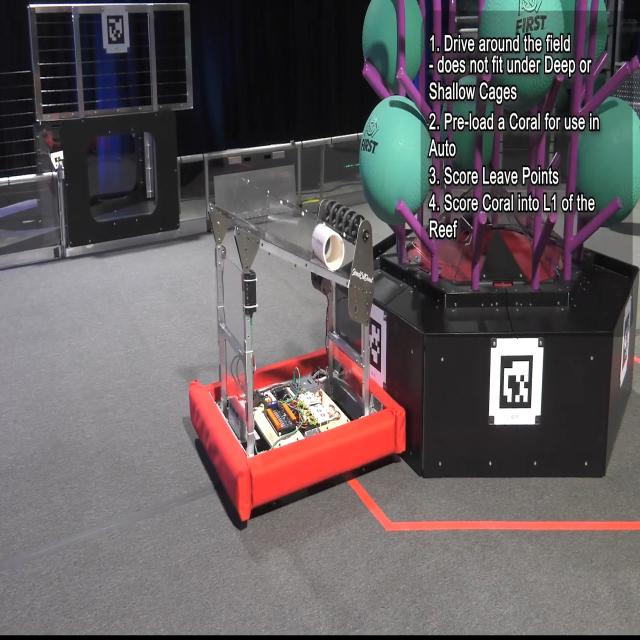 FIRST
1. Drive around the field
- does not fit under Deep or
Shallow Cages
2. Pre-load a Coral for use in
Auto
3. Score Leave Points
4. Score Coral into L1 of the
Reef
FIRST